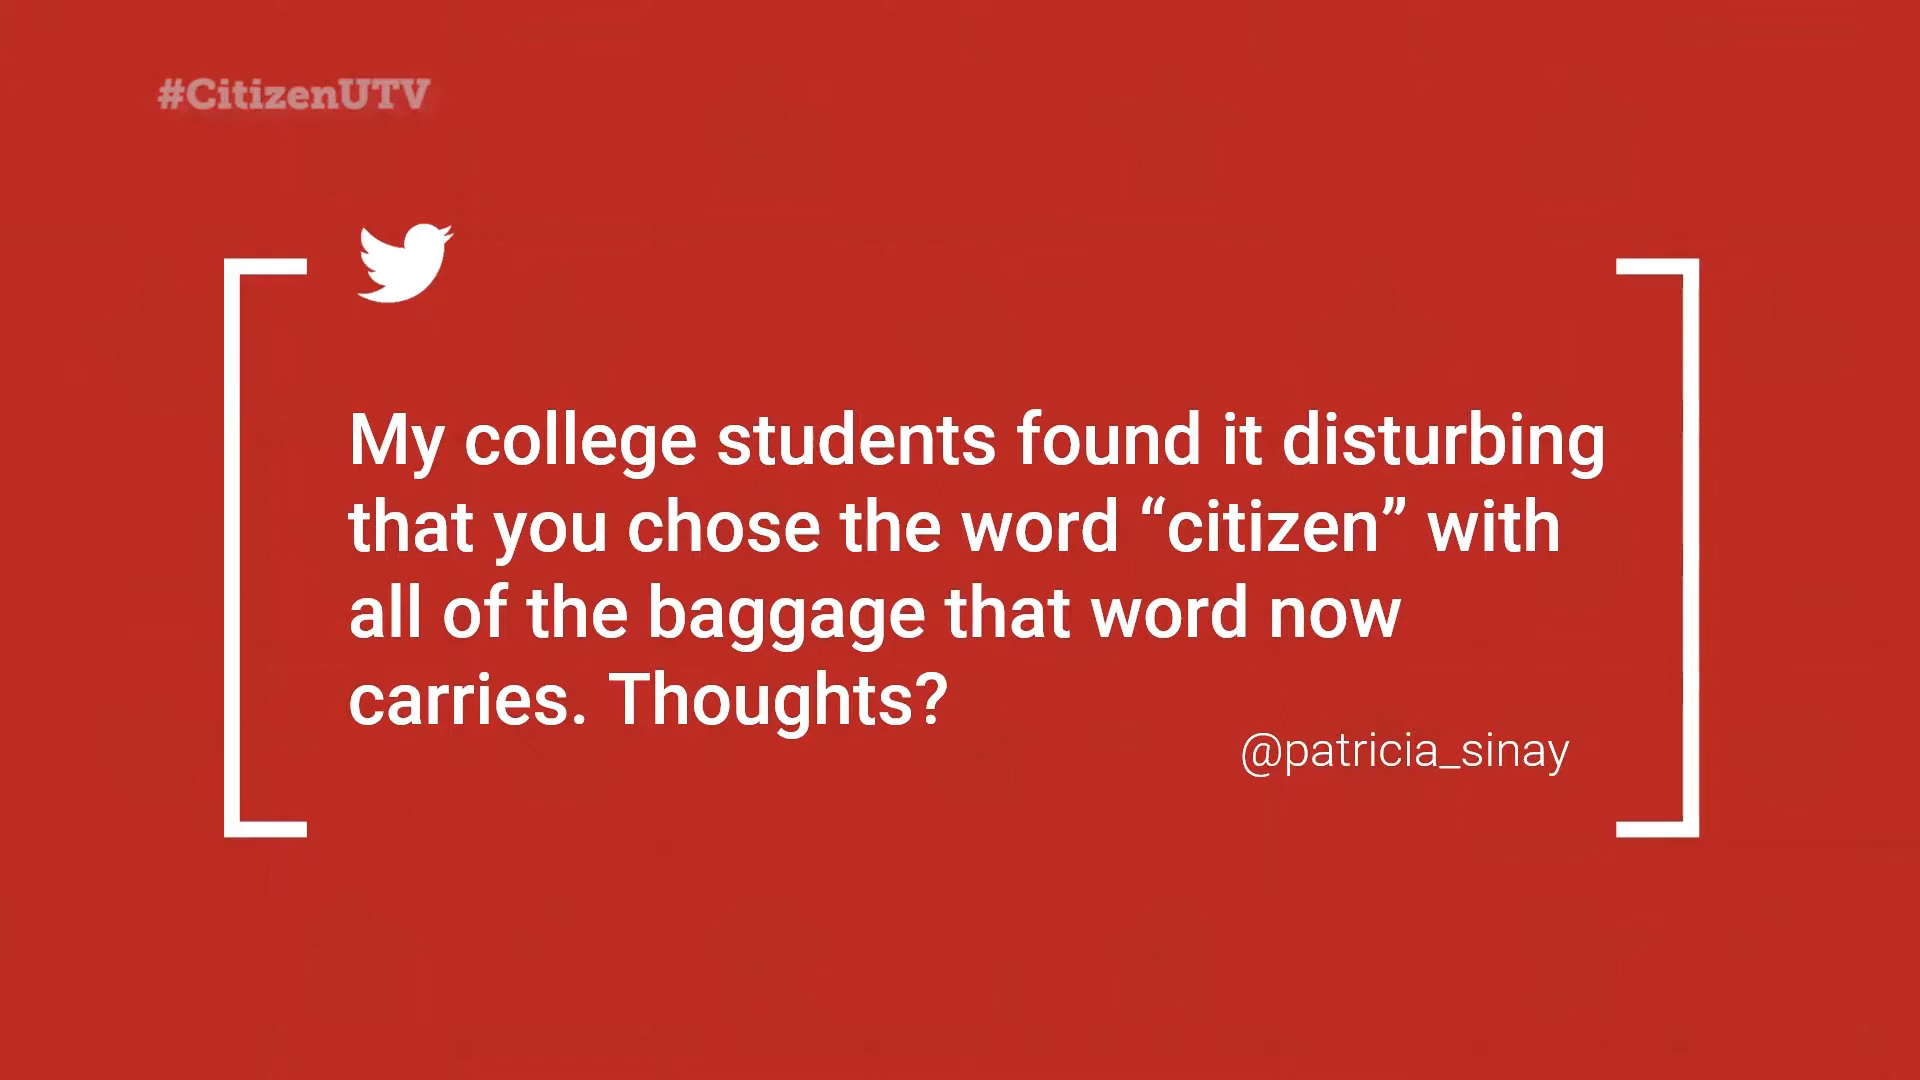 #CitizenUTV
My college students found it disturbing
that you chose the word “citizen” with
all of the baggage that word now
carries. Thoughts?
@patricia_sinay